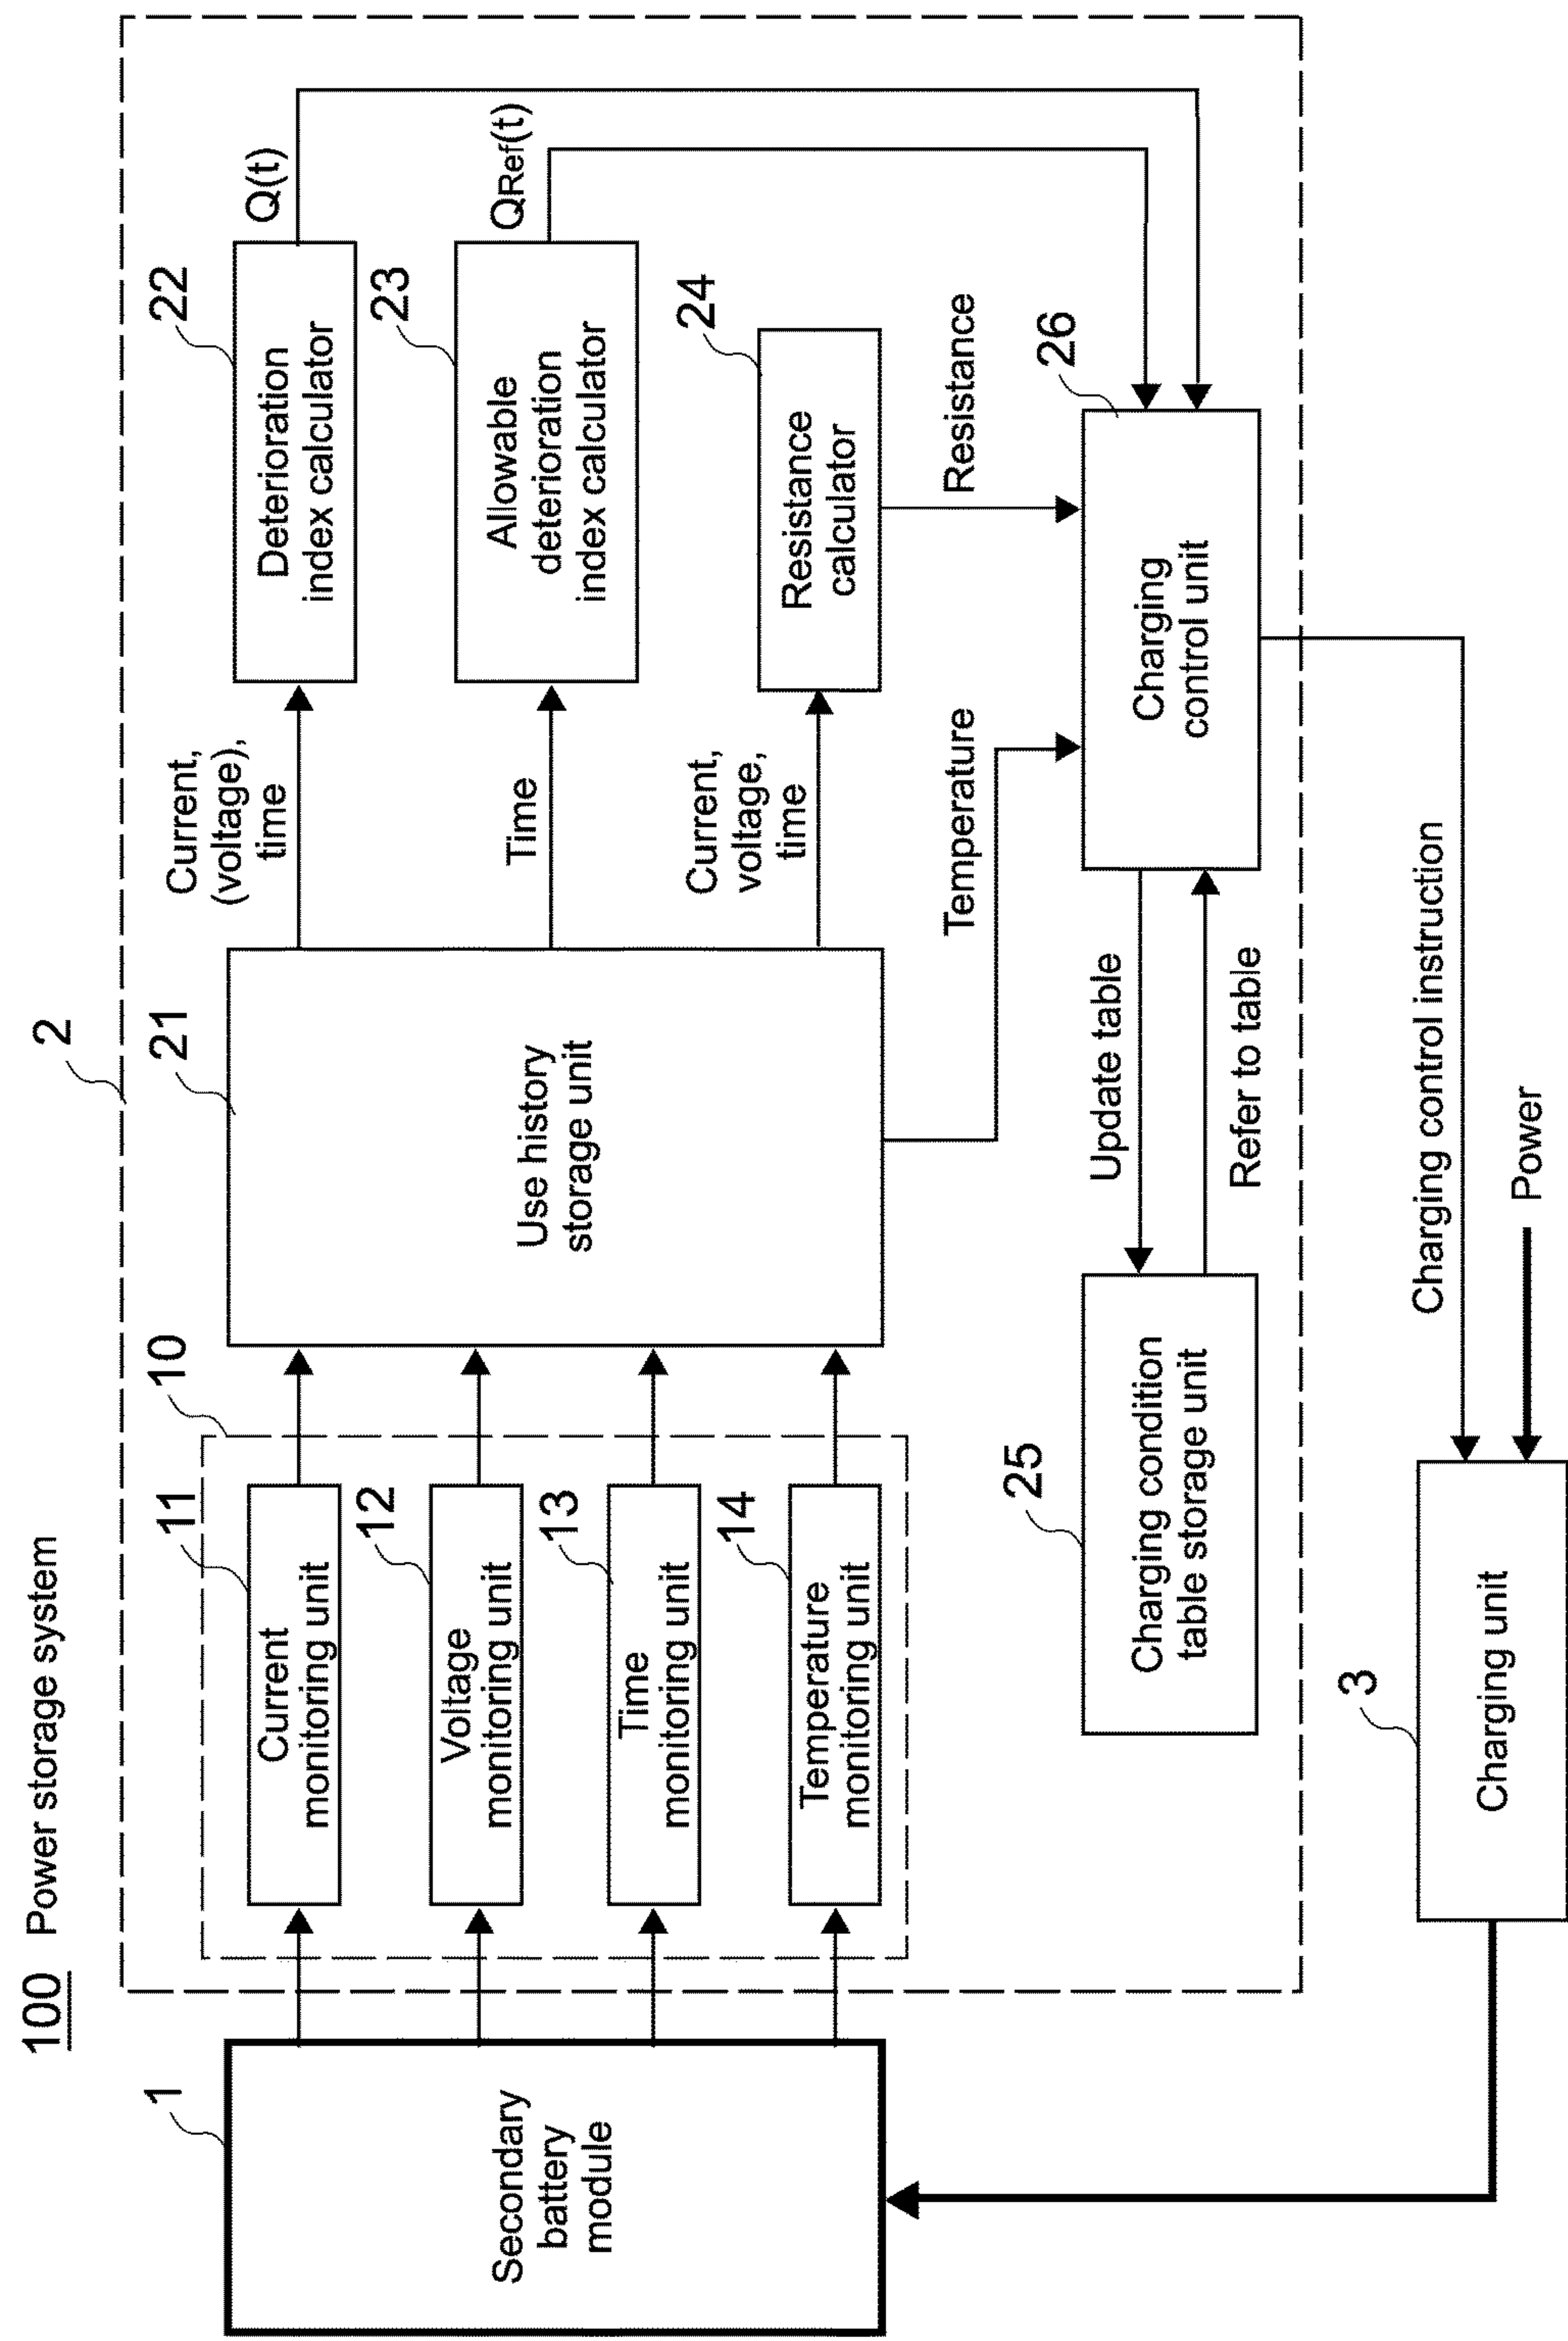 100 Power storage system
1
Secondary
battery
module
2
10
11
Current
monitoring unit
12
Voltage
monitoring unit
13
Time
monitoring unit
14
Temperature
monitoring unit
21
Use history
storage unit
Current,
(voltage),
time
Time
Current,
voltage,
time
Temperature
22
Deterioration
index calculator
Q(t)
23
Allowable
deterioration
index calculator
QRef(t)
24
Resistance
calculator
Resistance
25
Charging condition
table storage unit
Update table
Refer to table
26
Charging
control unit
Charging control instruction
Power
3
Charging unit